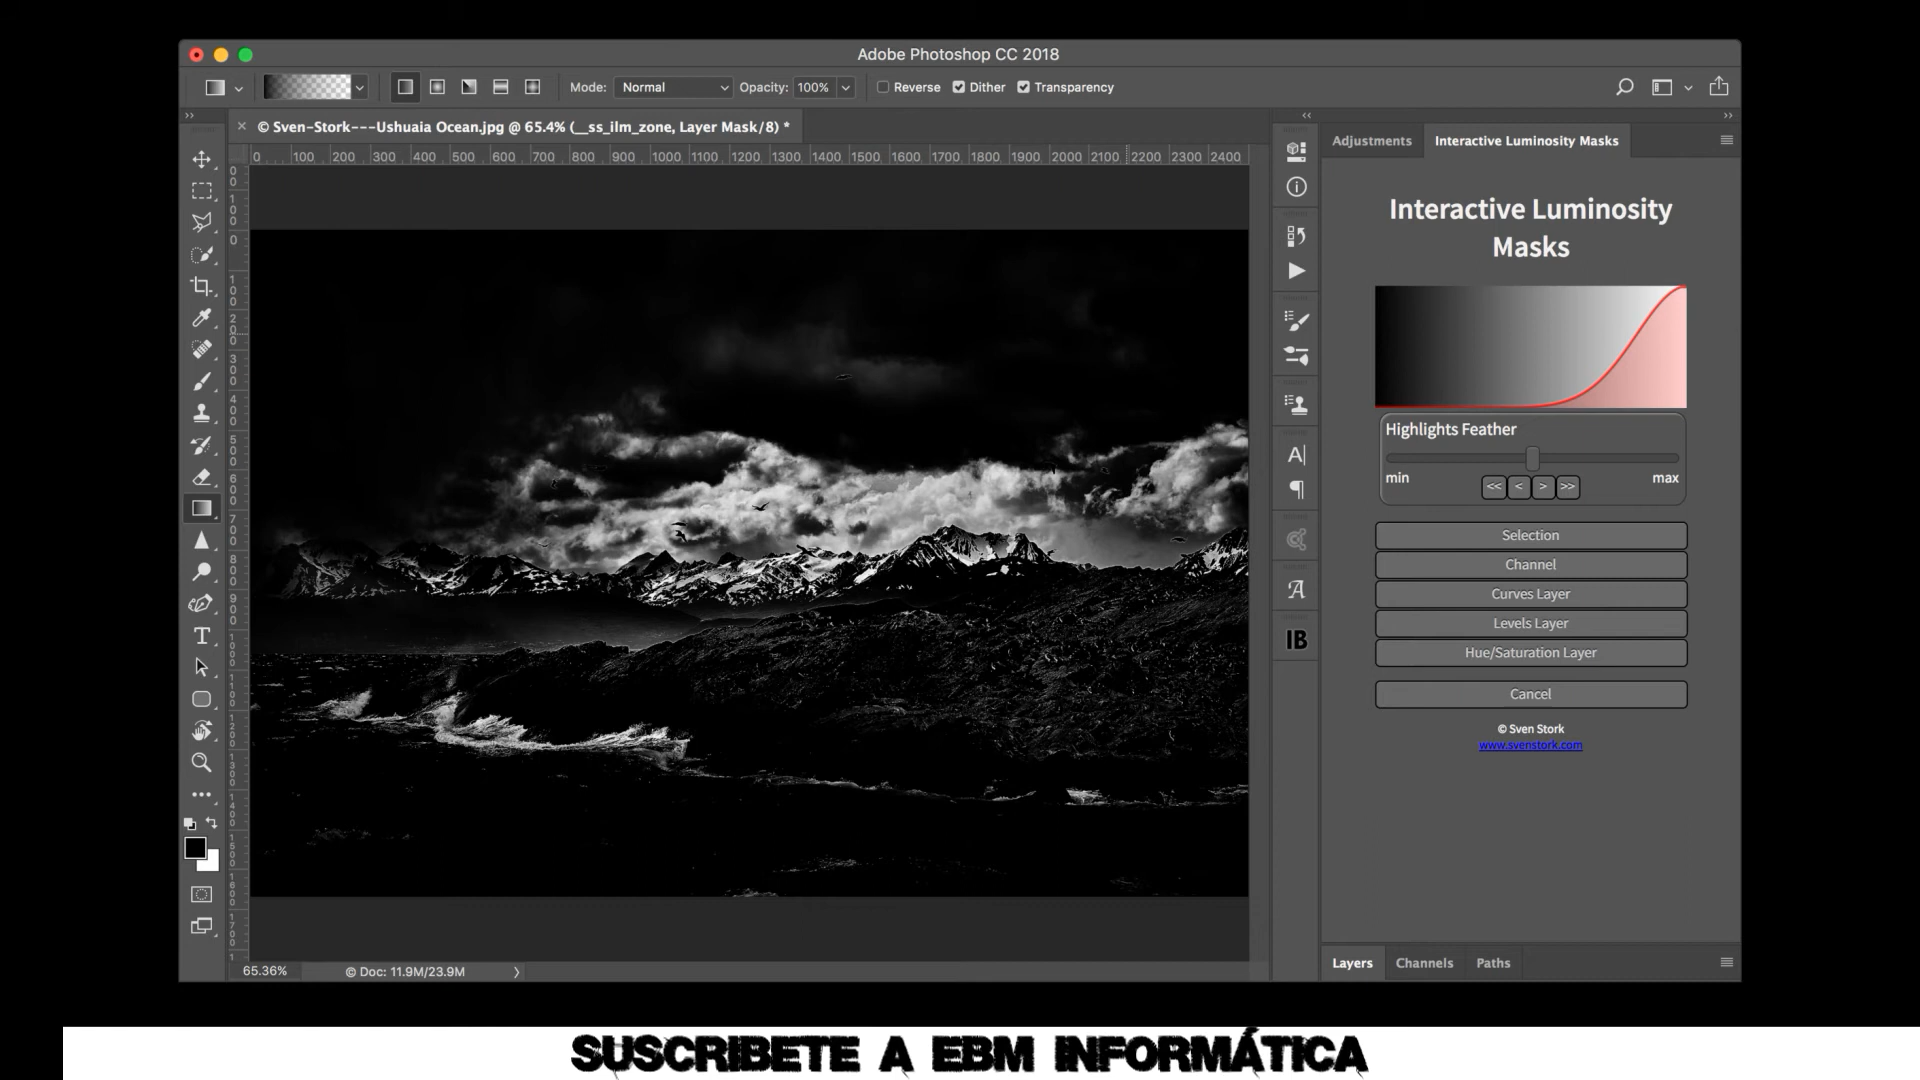 Adobe Photoshop CC 2018
Mode: Normal Opacity: 100% Reverse Dither Transparency
© Sven-Stork---Ushuaia Ocean.jpg @ 65.4% (__ss_ilm_zone, Layer Mask/8) *
Adjustments Interactive Luminosity Masks
0 100 200 300 400 500 600 700 800 900 1000 1100 1200 1300 1400 1500 1600 1700 1800 1900 2000 2100 2200 2300 2400
Interactive Luminosity
Masks
Highlights Feather
min << < > >> max
Selection
Channel
Curves Layer
Levels Layer
Hue/Saturation Layer
Cancel
© Sven Stork
www.svenstork.com
Layers Channels Paths
65.36% © Doc: 11.9M/23.9M
SUSCRIBETE A EBM INFORMÁTICA